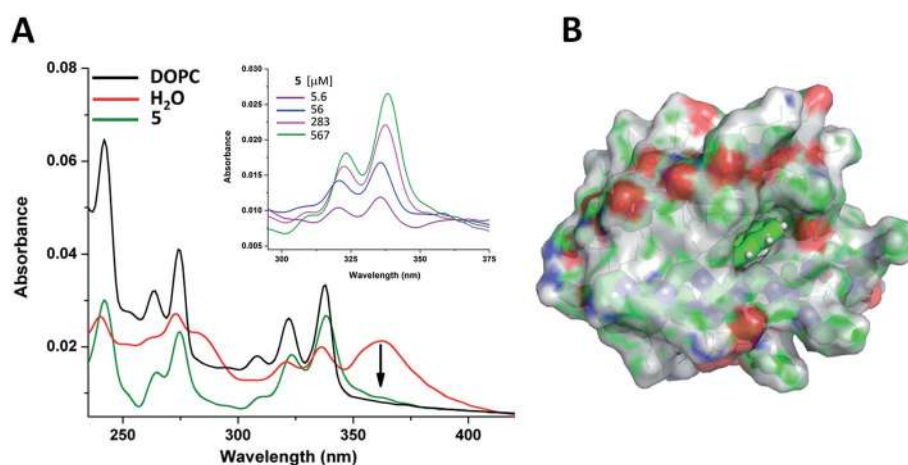 A
B
DOPC
H₂O
5
5 [μM]
5.6
56
283
567
Absorbance
0.030
0.025
0.020
0.015
0.010
0.005
300
325
350
375
Wavelength (nm)
Absorbance
0.08
0.06
0.04
0.02
250
300
350
400
Wavelength (nm)